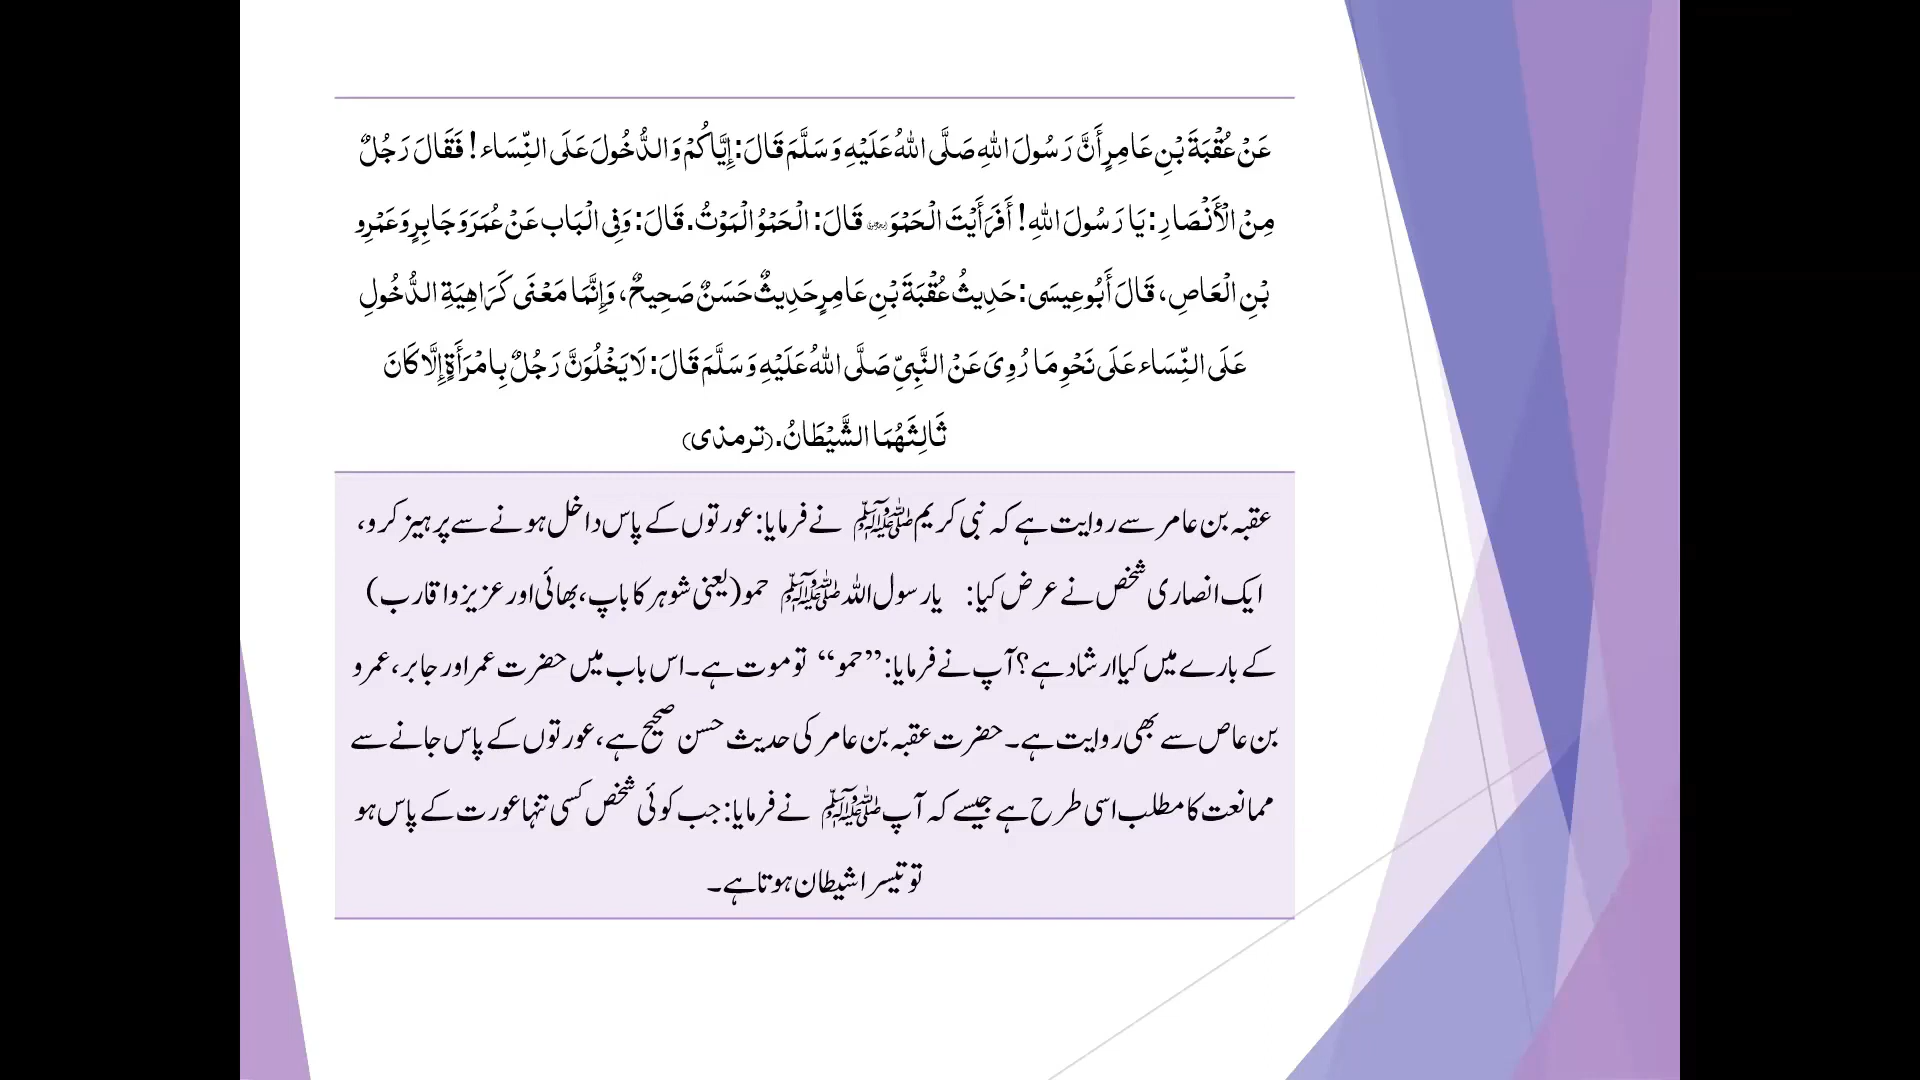 عَنْ عُقْبَةَ بْنِ عَامِرٍ أَنَّ رَسُولَ اللهِ صَلَّى اللهُ عَلَيْهِ وَسَلَّمَ قَالَ: إِيَّاكُمْ وَالدُّخُولَ عَلَى النِّسَاء! فَقَالَ رَجُلٌ
مِنْ الْأَنْصَارِ: يَا رَسُولَ اللهِ! أَفَرَأَيْتَ الْحَمْوَ قَالَ: الْحَمْوُ الْمَوْتُ. قَالَ: وَفِى الْبَاب عَنْ عُمَرَ وَجَابِرٍ وَعَمْرِو
بْنِ الْعَاصِ، قَالَ أَبُو عِيسَى: حَدِيثُ عُقْبَةَ بْنِ عَامِرٍ حَدِيثٌ حَسَنٌ صَحِيحٌ، وَإِنَّمَا مَعْنَى كَرَاهِيَةِ الدُّخُولِ
عَلَى النِّسَاء عَلَى نَحْوِ مَا رُوِىَ عَنْ النَّبِيِّ صَلَّى اللهُ عَلَيْهِ وَسَلَّمَ قَالَ: لَا يَخْلُوَنَّ رَجُلٌ بِامْرَأَةٍ إِلَّا كَانَ
ثَالِثَهُمَا الشَّيْطَانُ. (ترمذی)
عقبہ بن عامر سے روایت ہے کہ نبی کریم ﷺ نے فرمایا: عورتوں کے پاس داخل ہونے سے پرہیز کرو،
ایک انصاری شخص نے عرض کیا: یا رسول اللہ ﷺ حمو (یعنی شوہر کا باپ، بھائی اور عزیز و اقارب)
کے بارے میں کیا ارشاد ہے؟ آپ نے فرمایا: ”حمو“ تو موت ہے۔ اس باب میں حضرت عمر اور جابر، عمرو
بن عاص سے بھی روایت ہے۔ حضرت عقبہ بن عامر کی حدیث حسن صحیح ہے، عورتوں کے پاس جانے سے
ممانعت کا مطلب اسی طرح ہے جیسے کہ آپ ﷺ نے فرمایا: جب کوئی شخص کسی تنہا عورت کے پاس ہو
تو تیسرا شیطان ہوتا ہے۔